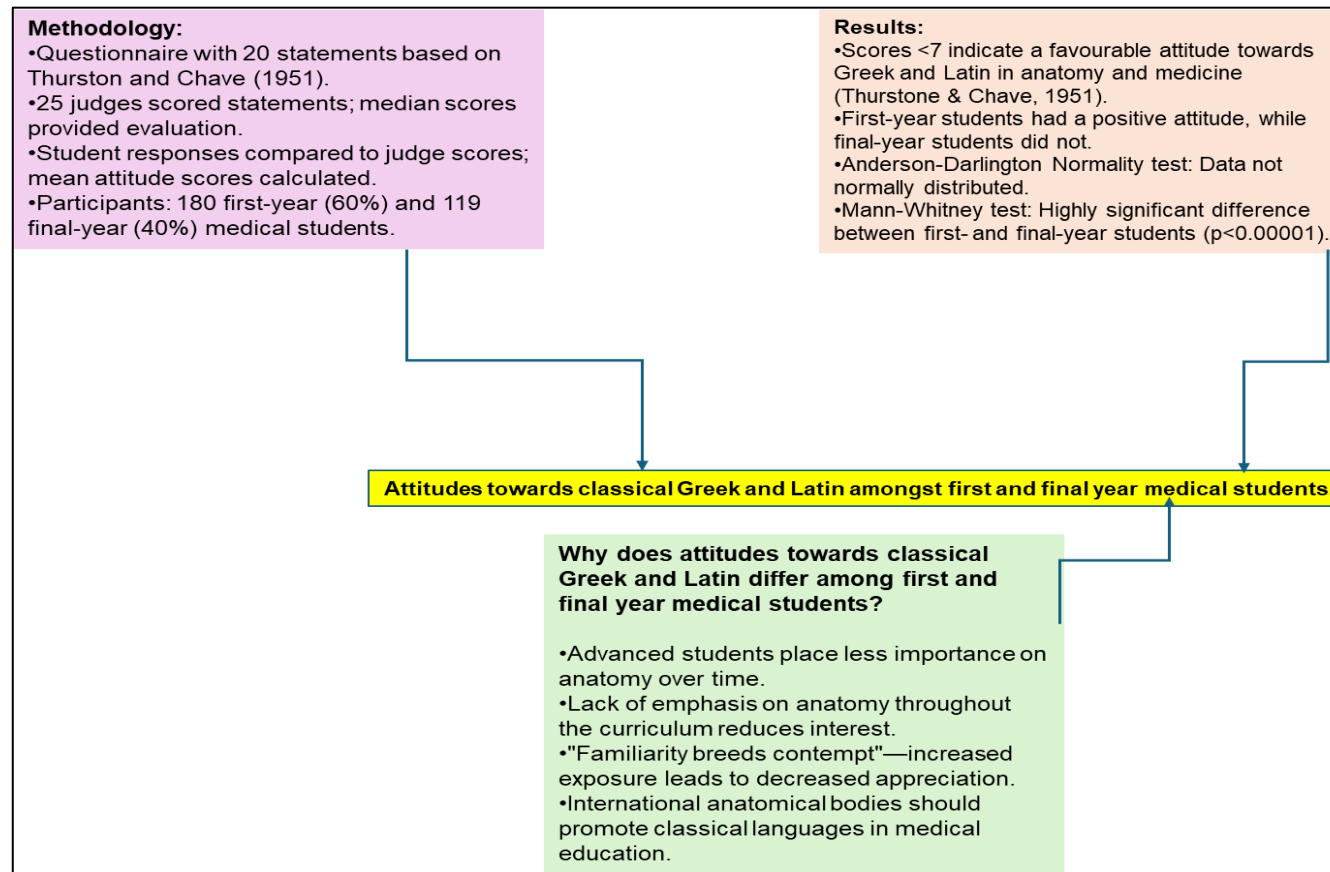 Methodology:
•Questionnaire with 20 statements based on
Thurston and Chave (1951).
•25 judges scored statements; median scores
provided evaluation.
•Student responses compared to judge scores;
mean attitude scores calculated.
•Participants: 180 first-year (60%) and 119
final-year (40%) medical students.
Results:
•Scores <7 indicate a favourable attitude towards
Greek and Latin in anatomy and medicine
(Thurstone & Chave, 1951).
•First-year students had a positive attitude, while
final-year students did not.
•Anderson-Darlington Normality test: Data not
normally distributed.
•Mann-Whitney test: Highly significant difference
between first- and final-year students (p<0.00001).
Attitudes towards classical Greek and Latin amongst first and final year medical students
Why does attitudes towards classical
Greek and Latin differ among first and
final year medical students?
•Advanced students place less importance on
anatomy over time.
•Lack of emphasis on anatomy throughout
the curriculum reduces interest.
•"Familiarity breeds contempt"—increased
exposure leads to decreased appreciation.
•International anatomical bodies should
promote classical languages in medical
education.